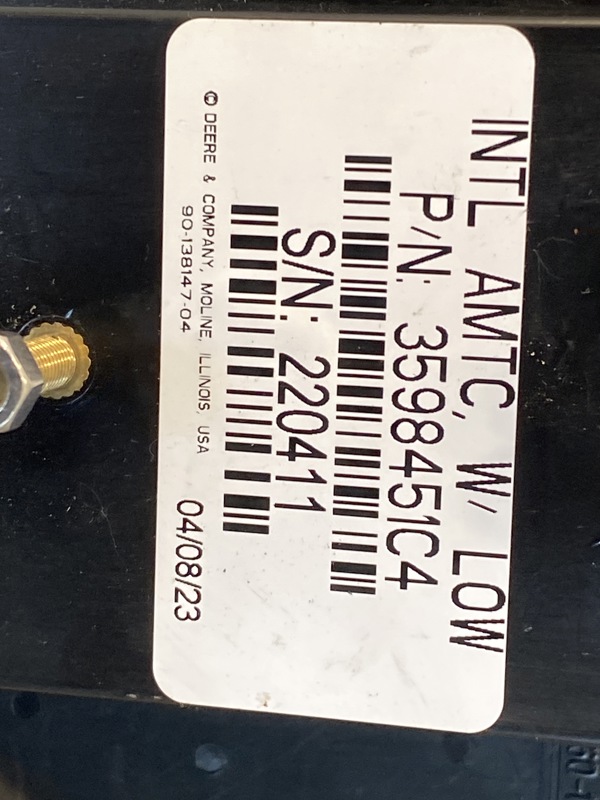 INTL AMTC, W/ LOW
P/N: 3598451C4
S/N: 220411
© DEERE & COMPANY, MOLINE, ILLINOIS, USA
90-138147-04
04/08/23